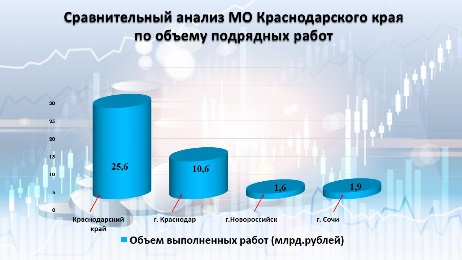 Сравнительный анализ МО Краснодарского края
по объему подрядных работ
30
25
20
15
10
5
0
25,6
10,6
1,6
1,9
Краснодарский
край
г. Краснодар
г.Новороссийск
г. Сочи
Объем выполненных работ (млрд.рублей)